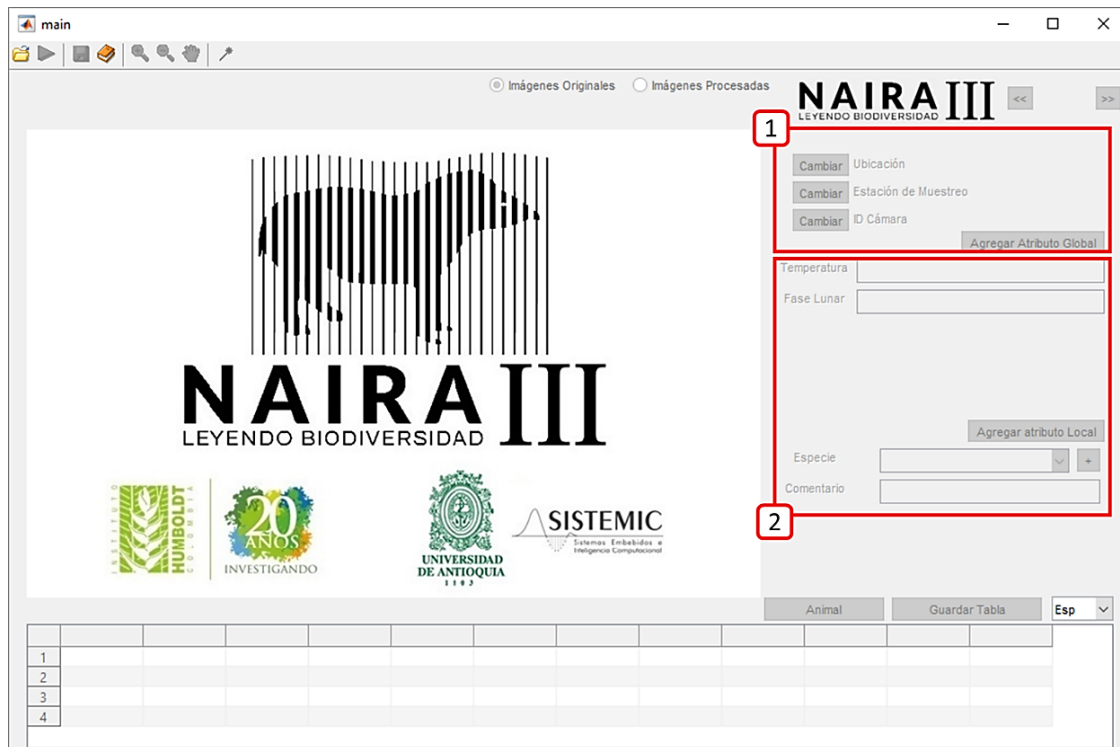 main
Imágenes Originales Imágenes Procesadas
NAIRA III
LEYENDO BIODIVERSIDAD
<< >>
1
Cambiar Ubicación
Cambiar Estación de Muestreo
Cambiar ID Cámara
Agregar Atributo Global
Temperatura
Fase Lunar
Agregar atributo Local
Especie +
Comentario
2
NAIRA III
LEYENDO BIODIVERSIDAD
INSTITUTO
HUMBOLDT
COLOMBIA
20
AÑOS
INVESTIGANDO
UNIVERSIDAD
DE ANTIOQUIA
1803
SISTEMIC
Sistemas Embebidos e
Inteligencia Computacional
Animal Guardar Tabla Esp
1
2
3
4